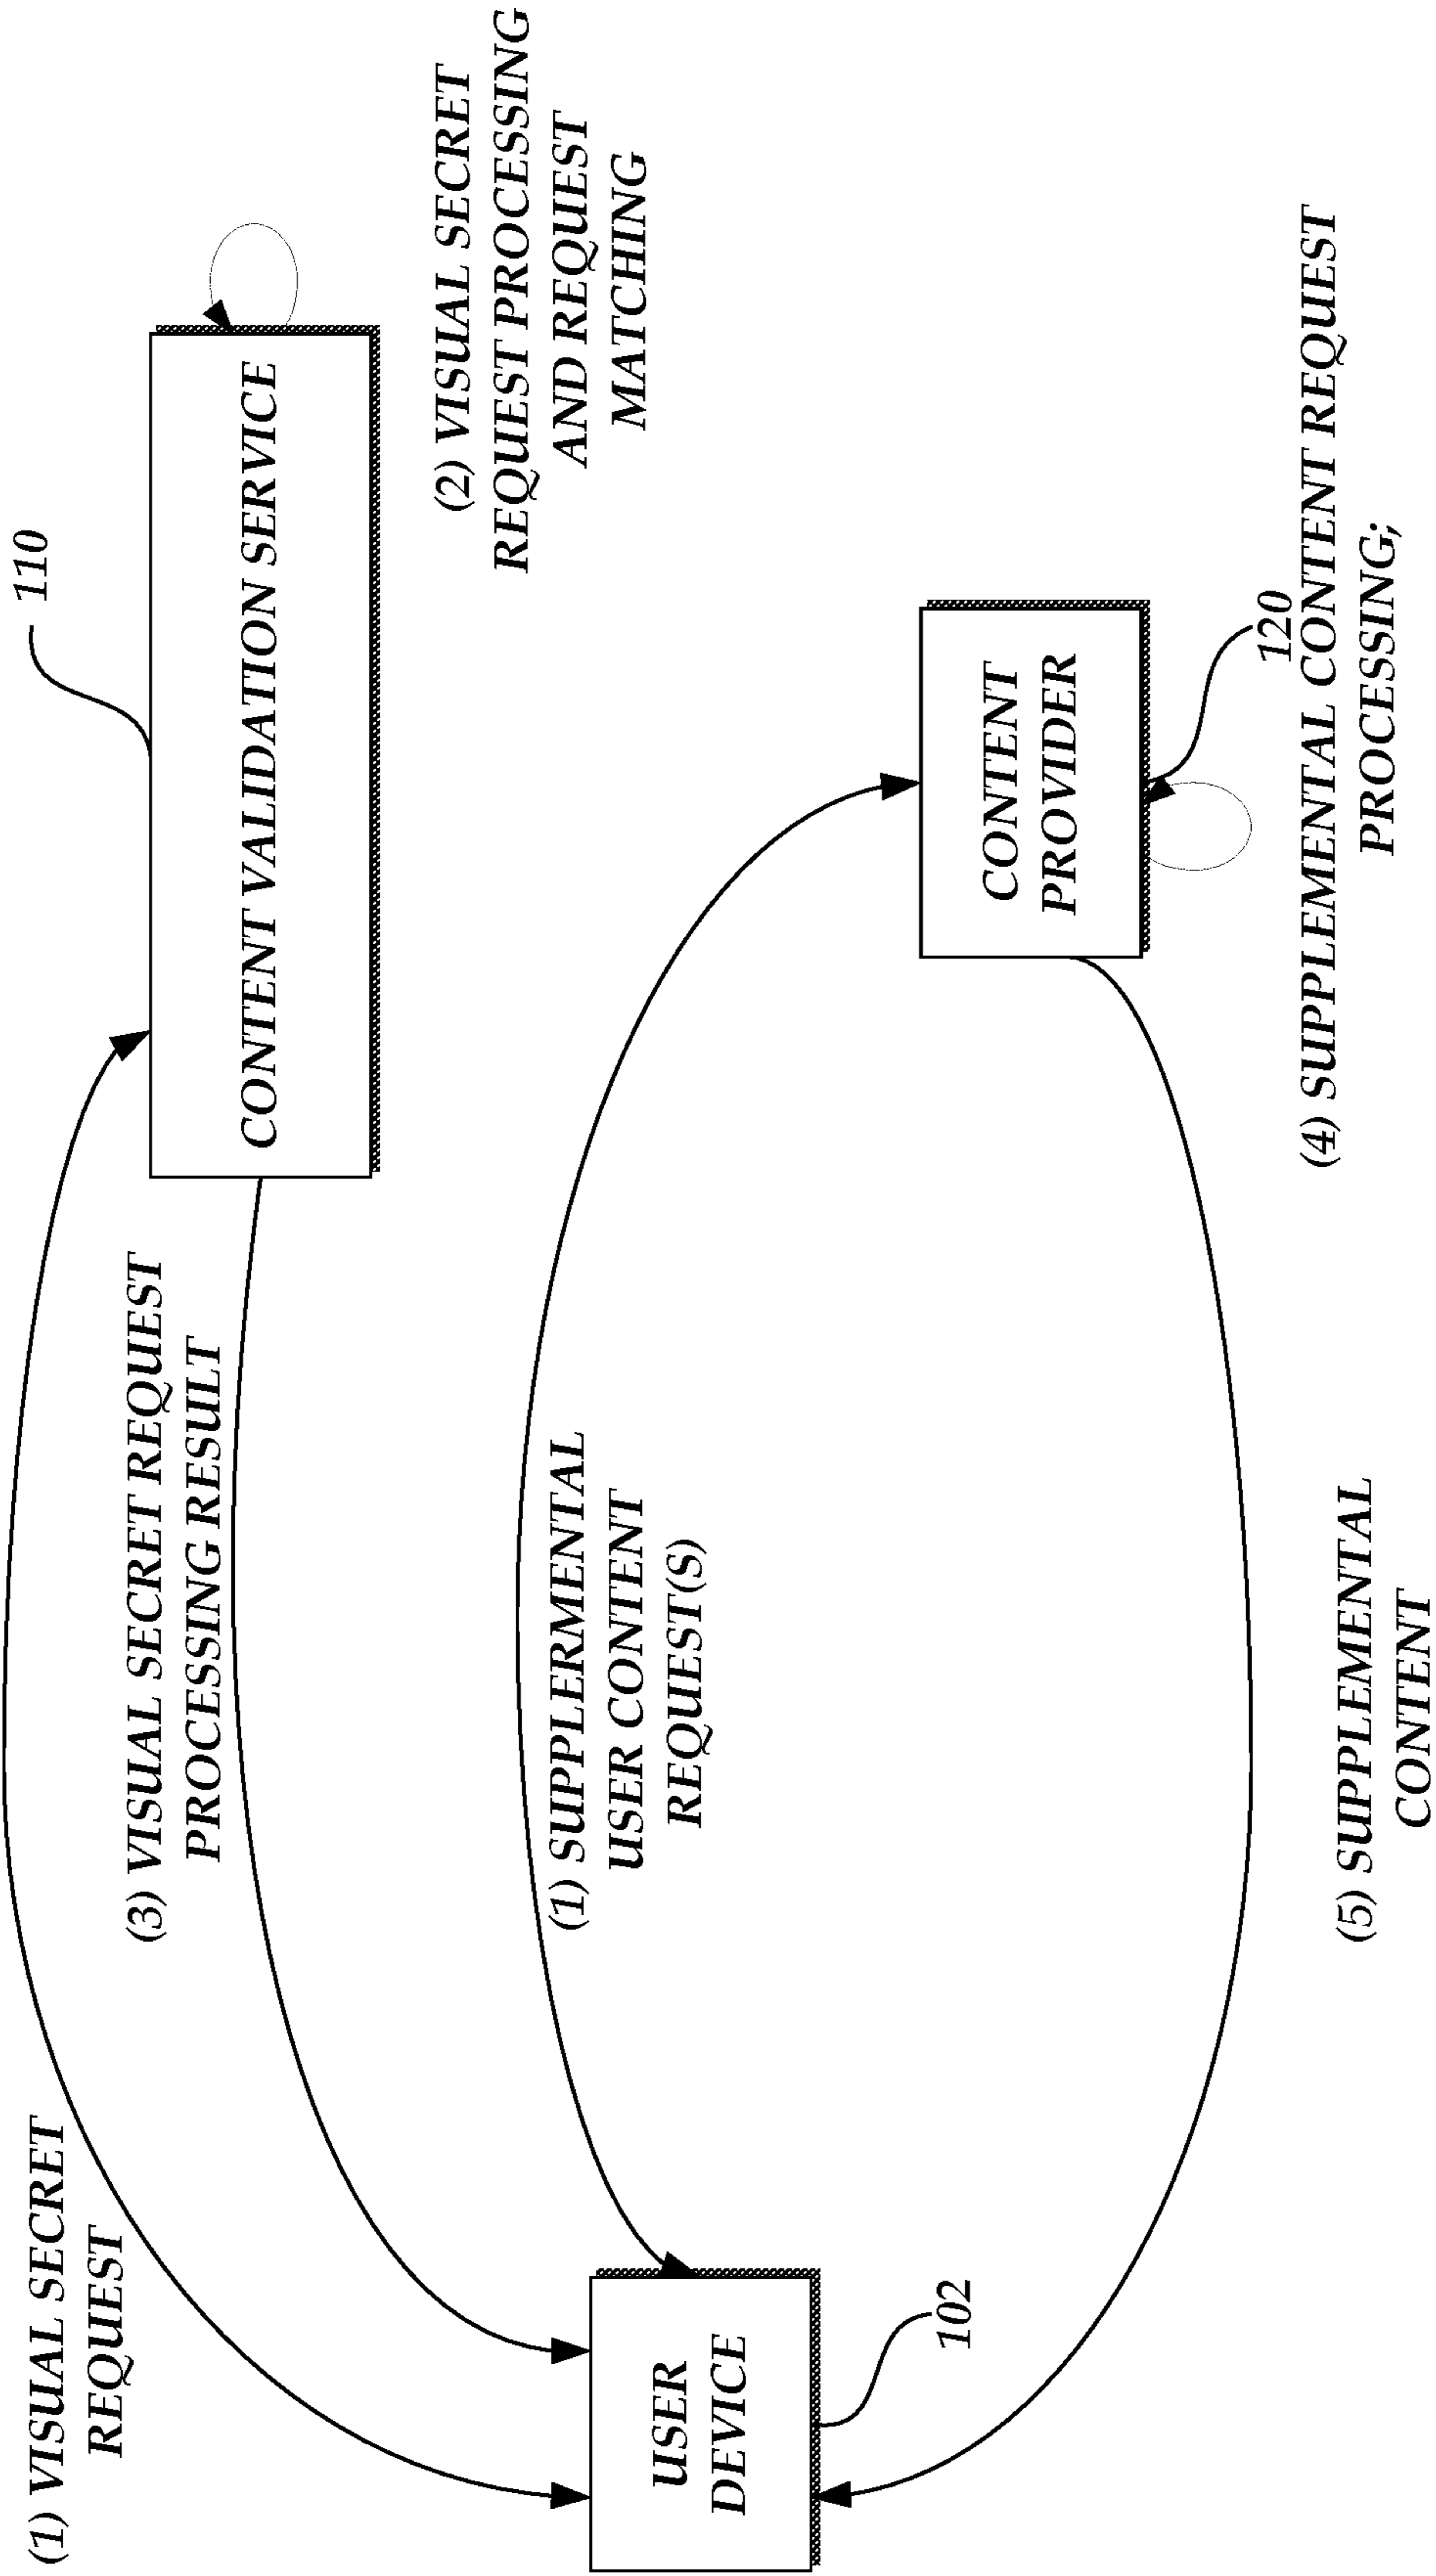 (1) VISUAL SECRET
REQUEST
(3) VISUAL SECRET REQUEST
PROCESSING RESULT
110
CONTENT VALIDATION SERVICE
(2) VISUAL SECRET
REQUEST PROCESSING
AND REQUEST
MATCHING
(1) SUPPLERMENTAL
USER CONTENT
REQUEST(S)
USER
DEVICE
102
CONTENT
PROVIDER
120
(4) SUPPLEMENTAL CONTENT REQUEST
PROCESSING;
(5) SUPPLEMENTAL
CONTENT